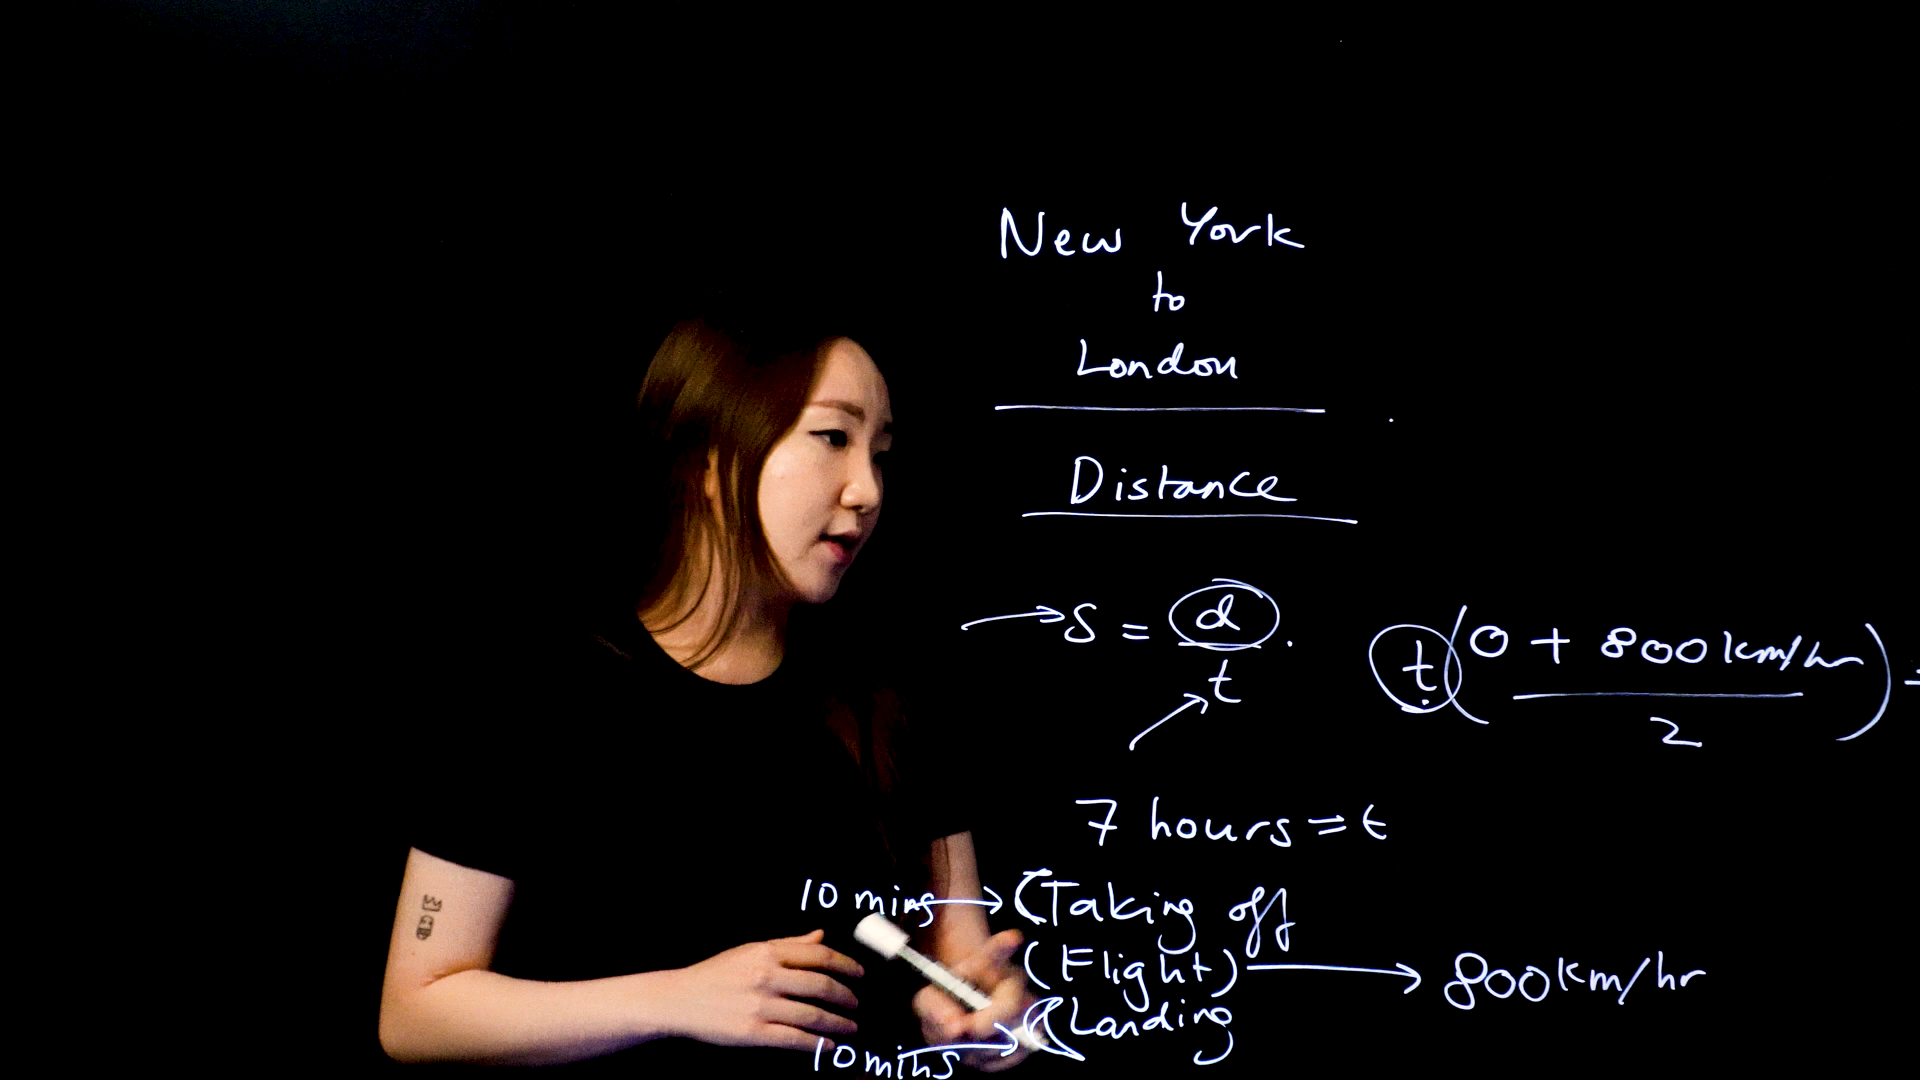 New York
to
London
Distance
s = d / t
t (0 + 800km/hr / 2) =
7 hours = t
10 mins → (Taking off
(Flight) → 800km/hr
10 mins → (Landing